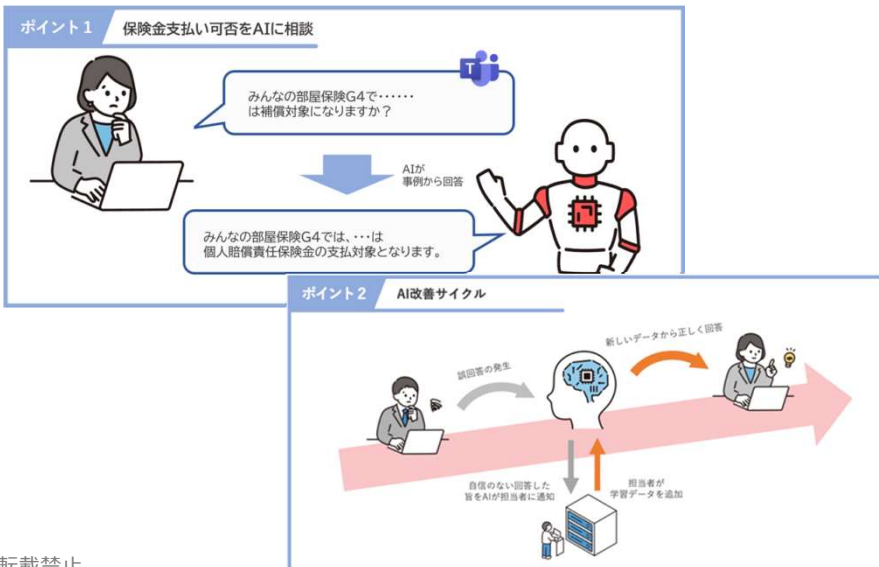 ポイント1
保険金支払い可否をAIに相談
みんなの部屋保険G4で・・・・・・
は補償対象になりますか？
AIが
事例から回答
みんなの部屋保険G4では、・・・は
個人賠償責任保険金の支払対象となります。
ポイント2
AI改善サイクル
誤回答の発生
新しいデータから正しく回答
自信のない回答した
旨をAIが担当者に通知
担当者が
学習データを追加
転載禁止